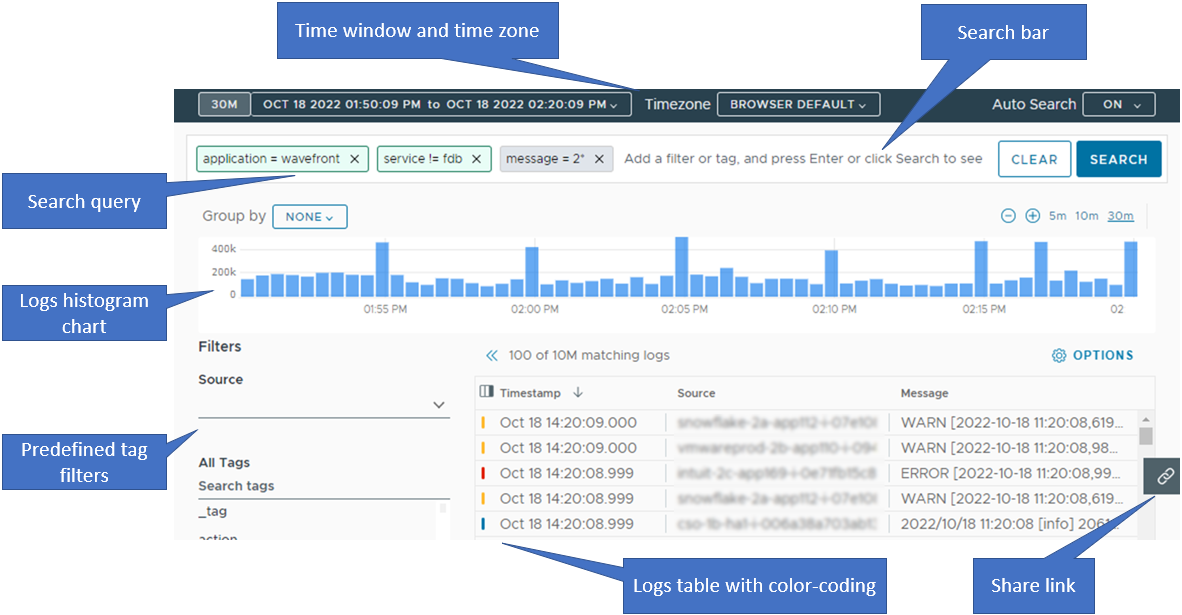 Time window and time zone
Search bar
30M OCT 18 2022 01:50:09 PM to OCT 18 2022 02:20:09 PM Timezone BROWSER DEFAULT Auto Search ON
application = wavefront × service != fdb × message = 2* × Add a filter or tag, and press Enter or click Search to see CLEAR SEARCH
Search query
Group by NONE 5m 10m 30m
400k
200k
0
01:55 PM 02:00 PM 02:05 PM 02:10 PM 02:15 PM 02
Logs histogram
chart
Filters
100 of 10M matching logs OPTIONS
Source
Timestamp Source Message
Oct 18 14:20:09.000 WARN [2022-10-18 11:20:08,619...
Oct 18 14:20:09.000 WARN [2022-10-18 11:20:08,98...
Oct 18 14:20:08.999 ERROR [2022-10-18 11:20:08,99...
Oct 18 14:20:08.999 WARN [2022-10-18 11:20:08,619...
Oct 18 14:20:08.999 2022/10/18 11:20:08 [info] 2061...
Predefined tag
filters
All Tags
Search tags
_tag
action
Logs table with color-coding
Share link